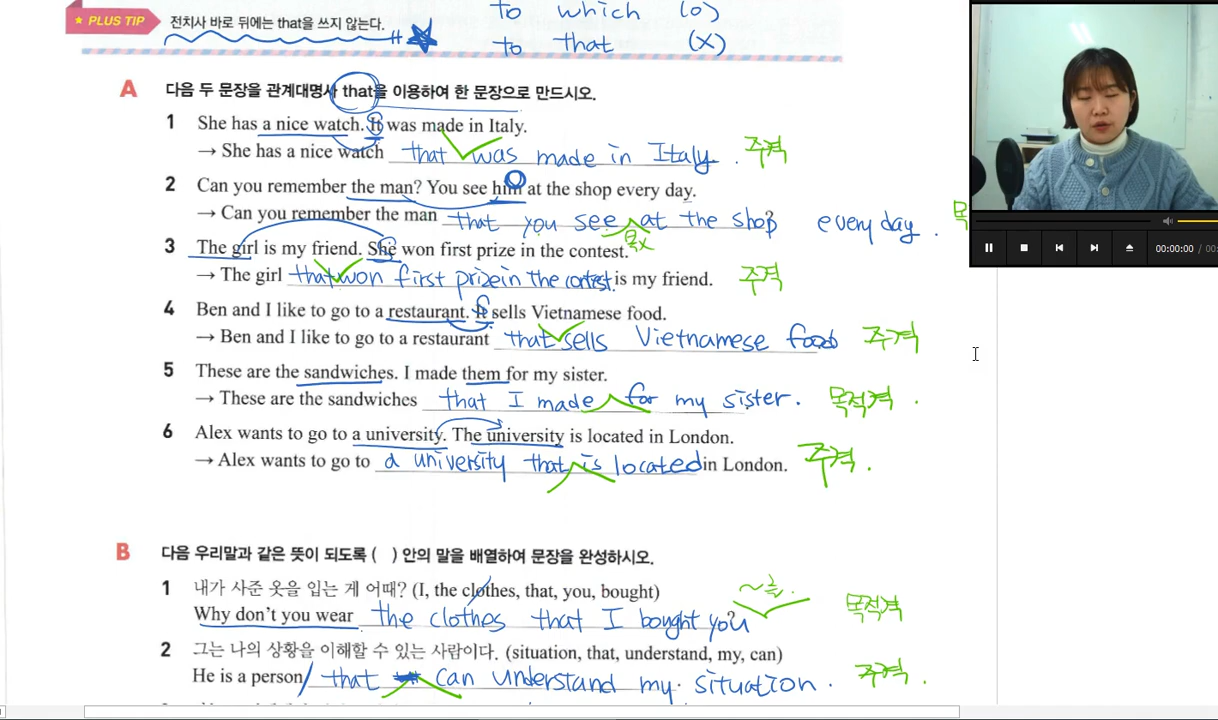 to which (o)
★ PLUS TIP 전치사 바로 뒤에는 that을 쓰지 않는다.
to that (x)
A 다음 두 문장을 관계대명사 that을 이용하여 한 문장으로 만드시오.
1 She has a nice watch. It was made in Italy.
→ She has a nice watch that was made in Italy. 주격
2 Can you remember the man? You see him at the shop every day.
→ Can you remember the man that you see at the shop? every day.
목x
3 The girl is my friend. She won first prize in the contest.
→ The girl that won first prize in the contest. is my friend. 주격
4 Ben and I like to go to a restaurant. It sells Vietnamese food.
→ Ben and I like to go to a restaurant that sells Vietnamese food 주격
5 These are the sandwiches. I made them for my sister.
→ These are the sandwiches that I made for my sister. 목적격.
6 Alex wants to go to a university. The university is located in London.
→ Alex wants to go to a university that is located in London. 주격.
B 다음 우리말과 같은 뜻이 되도록 ( ) 안의 말을 배열하여 문장을 완성하시오.
1 내가 사준 옷을 입는 게 어때? (I, the clothes, that, you, bought)
~를.
Why don't you wear the clothes that I bought you? 목적격
2 그는 나의 상황을 이해할 수 있는 사람이다. (situation, that, understand, my, can)
He is a person that can understand my situation. 주격.
00:00:00